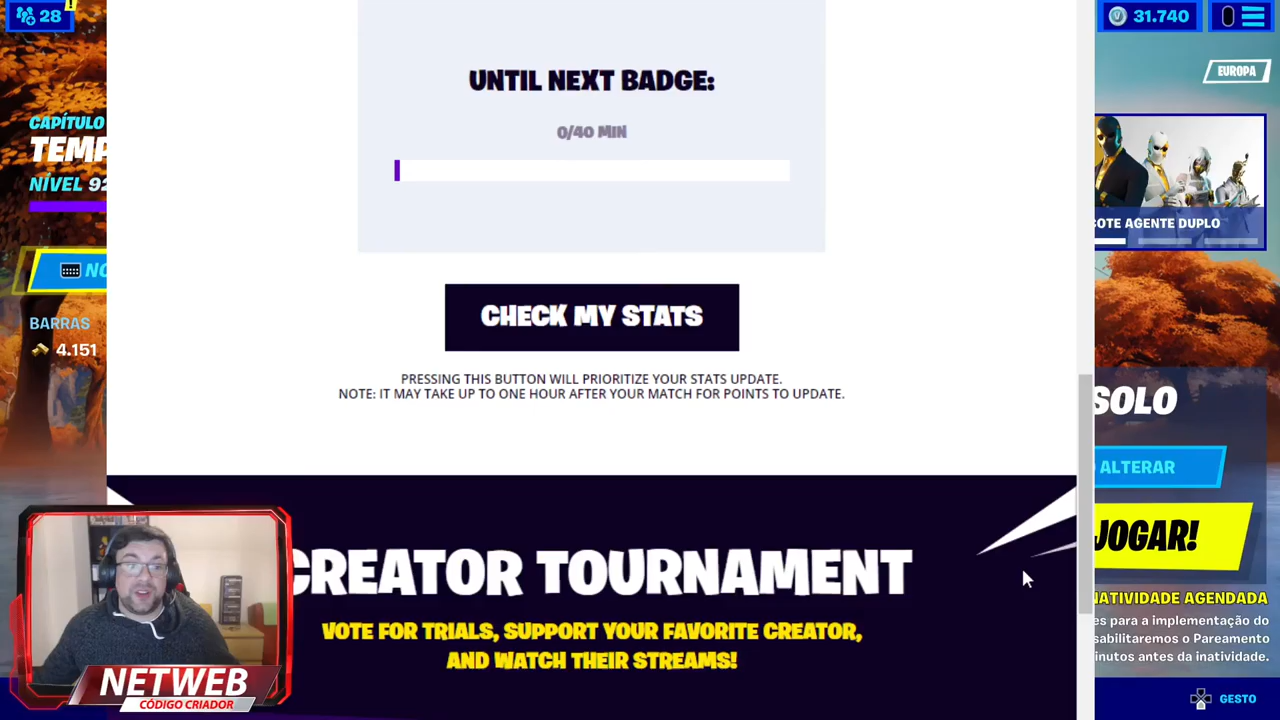 28
CAPÍTULO
TEMP
NÍVEL 92
NO
BARRAS
4.151
UNTIL NEXT BADGE:
0/40 MIN
CHECK MY STATS
PRESSING THIS BUTTON WILL PRIORITIZE YOUR STATS UPDATE.
NOTE: IT MAY TAKE UP TO ONE HOUR AFTER YOUR MATCH FOR POINTS TO UPDATE.
CREATOR TOURNAMENT
VOTE FOR TRIALS, SUPPORT YOUR FAVORITE CREATOR,
AND WATCH THEIR STREAMS!
NETWEB
CÓDIGO CRIADOR
31.740
EUROPA
COTE AGENTE DUPLO
SOLO
ALTERAR
JOGAR!
NATIVIDADE AGENDADA
es para a implementação do
sabilitaremos o Pareamento
inutos antes da inatividade.
GESTO